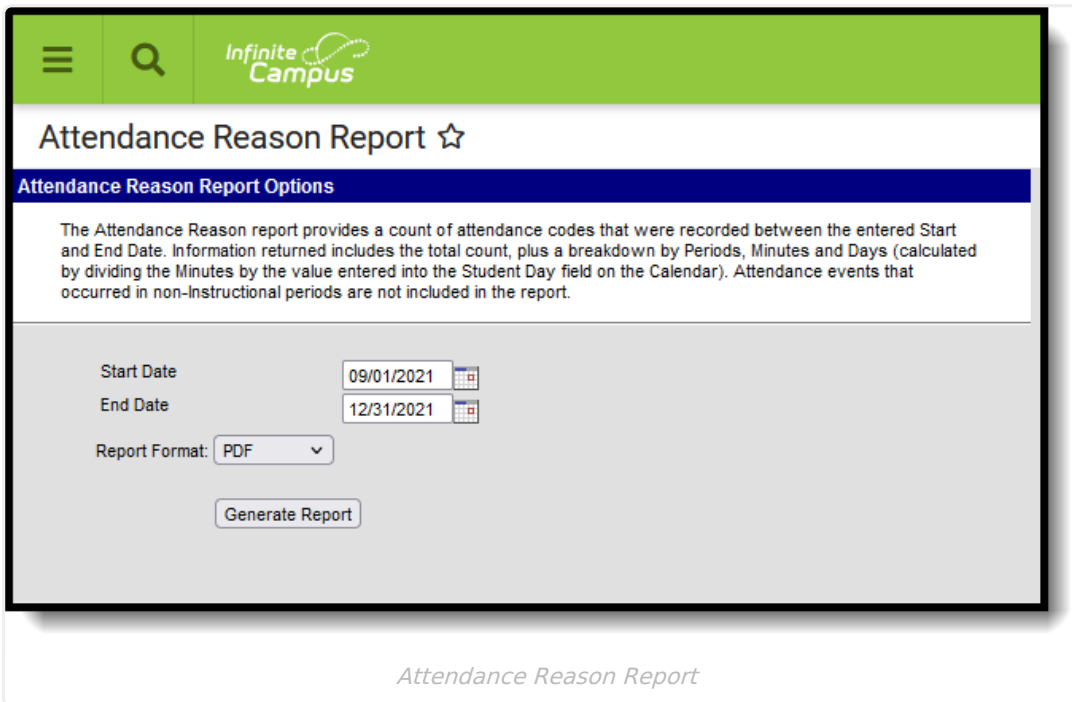 Infinite
Campus
Attendance Reason Report
Attendance Reason Report Options
The Attendance Reason report provides a count of attendance codes that were recorded between the entered Start
and End Date. Information returned includes the total count, plus a breakdown by Periods, Minutes and Days (calculated
by dividing the Minutes by the value entered into the Student Day field on the Calendar). Attendance events that
occurred in non-Instructional periods are not included in the report.
Start Date 09/01/2021
End Date 12/31/2021
Report Format: PDF
Generate Report
Attendance Reason Report